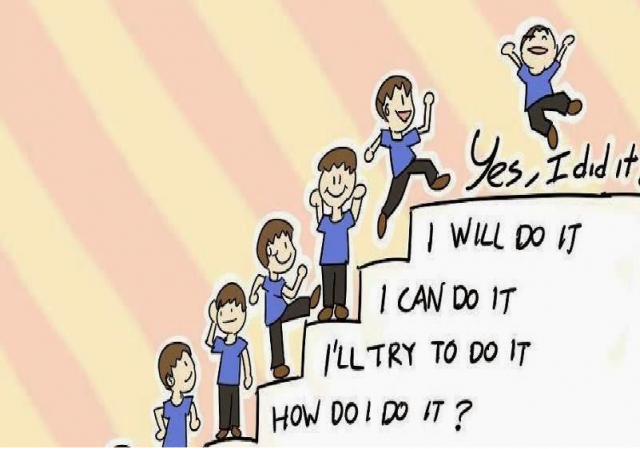 Yes, I did it
I WILL DO IT
I CAN DO IT
I'LL TRY TO DO IT
HOW DO I DO IT ?